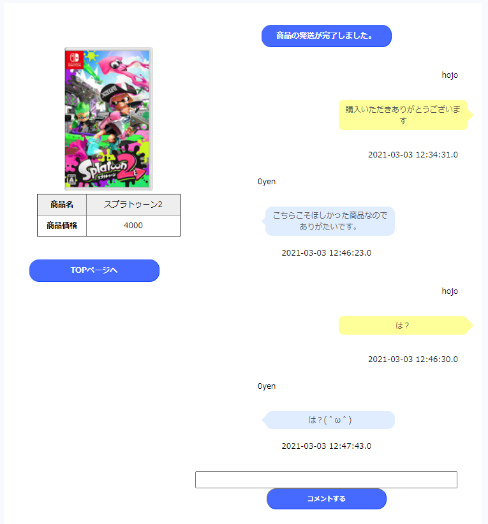 商品の発送が完了しました。
hojo
購入いただきありがとうございま
す
2021-03-03 12:34:31.0
0yen
こちらこそほしかった商品なので
ありがたいです。
2021-03-03 12:46:23.0
hojo
は？
2021-03-03 12:46:30.0
0yen
は？( ˘ω˘ )
2021-03-03 12:47:43.0
コメントする
Splatoon 2
商品名 スプラトゥーン2
商品価格 4000
TOPページへ